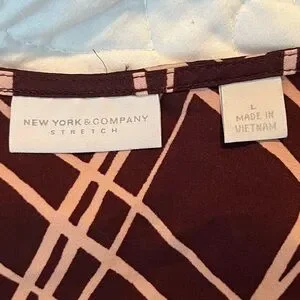 NEW YORK & COMPANY
STRETCH
L
MADE IN
VIETNAM